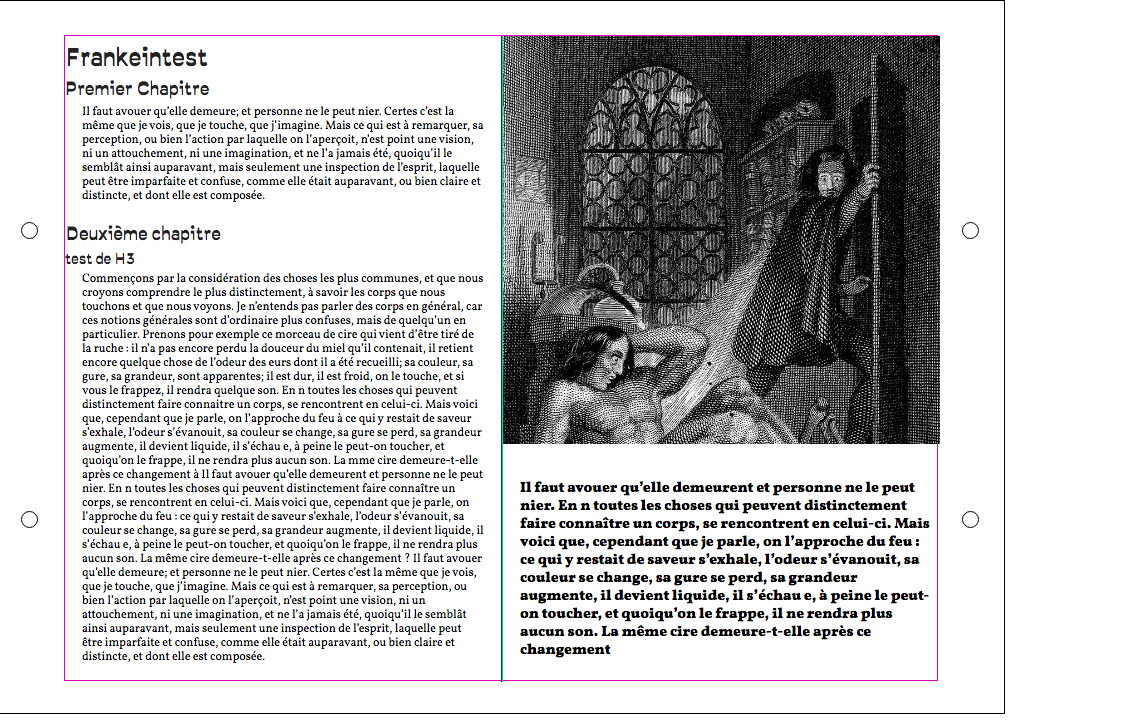 Frankeintest
Premier Chapitre
Il faut avouer qu'elle demeure; et personne ne le peut nier. Certes c'est la
même que je vois, que je touche, que j'imagine. Mais ce qui est à remarquer, sa
perception, ou bien l'action par laquelle on l'aperçoit, n'est point une vision,
ni un attouchement, ni une imagination, et ne l'a jamais été, quoiqu'il le
semblât ainsi auparavant, mais seulement une inspection de l'esprit, laquelle
peut être imparfaite et confuse, comme elle était auparavant, ou bien claire et
distincte, et dont elle est composée.
Deuxième chapitre
test de H3
Commençons par la considération des choses les plus communes, et que nous
croyons comprendre le plus distinctement, à savoir les corps que nous
touchons et que nous voyons. Je n'entends pas parler des corps en général, car
ces notions générales sont d'ordinaire plus confuses, mais de quelqu'un en
particulier. Prenons pour exemple ce morceau de cire qui vient d'être tiré de
la ruche : il n'a pas encore perdu la douceur du miel qu'il contenait, il retient
encore quelque chose de l'odeur des eurs dont il a été recueilli; sa couleur, sa
gure, sa grandeur, sont apparentes; il est dur, il est froid, on le touche, et si
vous le frappez, il rendra quelque son. En n toutes les choses qui peuvent
distinctement faire connaitre un corps, se rencontrent en celui-ci. Mais voici
que, cependant que je parle, on l'approche du feu à ce qui y restait de saveur
s'exhale, l'odeur s'évanouit, sa couleur se change, sa gure se perd, sa grandeur
augmente, il devient liquide, il s'échau e, à peine le peut-on toucher, et
quoiqu'on le frappe, il ne rendra plus aucun son. La mme cire demeure-t-elle
après ce changement à Il faut avouer qu'elle demeurent et personne ne le peut
nier. En n toutes les choses qui peuvent distinctement faire connaître un
corps, se rencontrent en celui-ci. Mais voici que, cependant que je parle, on
l'approche du feu : ce qui y restait de saveur s'exhale, l'odeur s'évanouit, sa
couleur se change, sa gure se perd, sa grandeur augmente, il devient liquide, il
s'échau e, à peine le peut-on toucher, et quoiqu'on le frappe, il ne rendra plus
aucun son. La même cire demeure-t-elle après ce changement ? Il faut avouer
qu'elle demeure; et personne ne le peut nier. Certes c'est la même que je vois,
que je touche, que j'imagine. Mais ce qui est à remarquer, sa perception, ou
bien l'action par laquelle on l'aperçoit, n'est point une vision, ni un
attouchement, ni une imagination, et ne l'a jamais été, quoiqu'il le semblât
ainsi auparavant, mais seulement une inspection de l'esprit, laquelle peut
être imparfaite et confuse, comme elle était auparavant, ou bien claire et
distincte, et dont elle est composée.
Il faut avouer qu'elle demeurent et personne ne le peut
nier. En n toutes les choses qui peuvent distinctement
faire connaître un corps, se rencontrent en celui-ci. Mais
voici que, cependant que je parle, on l'approche du feu :
ce qui y restait de saveur s'exhale, l'odeur s'évanouit, sa
couleur se change, sa gure se perd, sa grandeur
augmente, il devient liquide, il s'échau e, à peine le peut-
on toucher, et quoiqu'on le frappe, il ne rendra plus
aucun son. La même cire demeure-t-elle après ce
changement